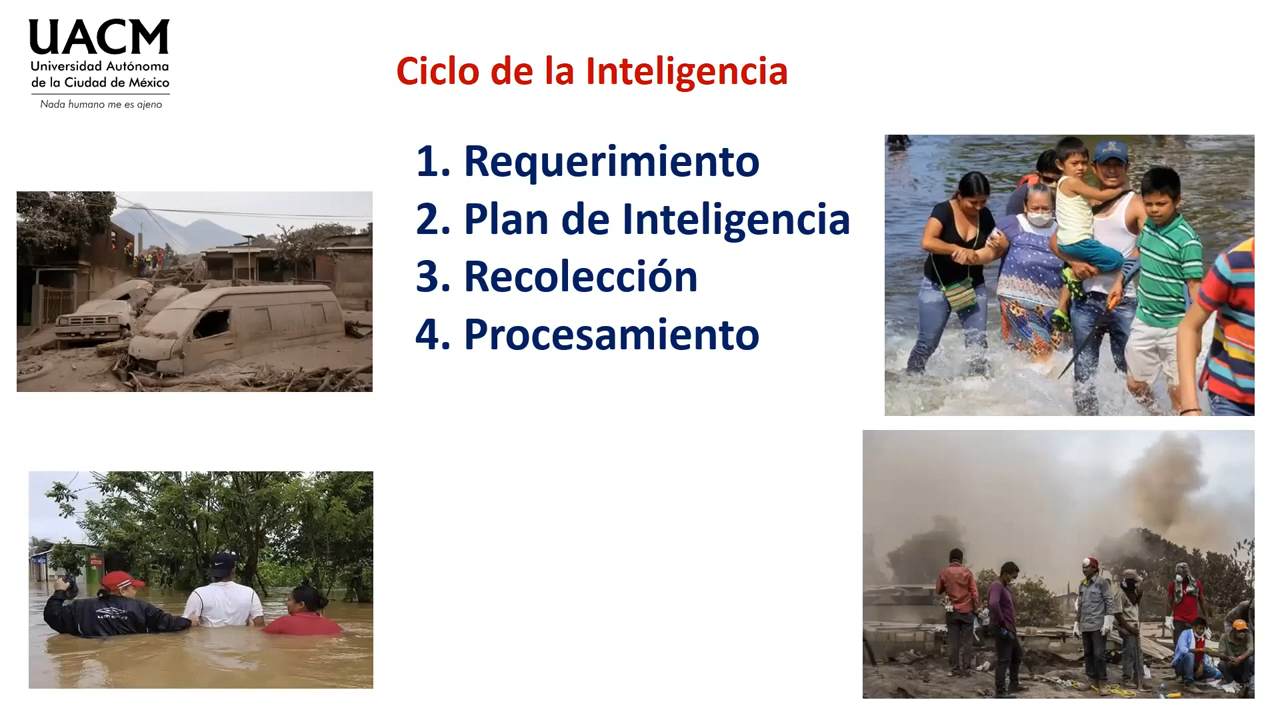 UACM
Universidad Autónoma
de la Ciudad de México
Nada humano me es ajeno
Ciclo de la Inteligencia
1. Requerimiento
2. Plan de Inteligencia
3. Recolección
4. Procesamiento